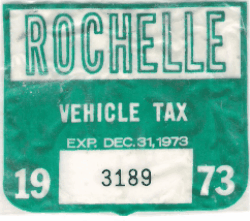 ROCHELLE
VEHICLE TAX
EXP. DEC. 31, 1973
19 3189 73